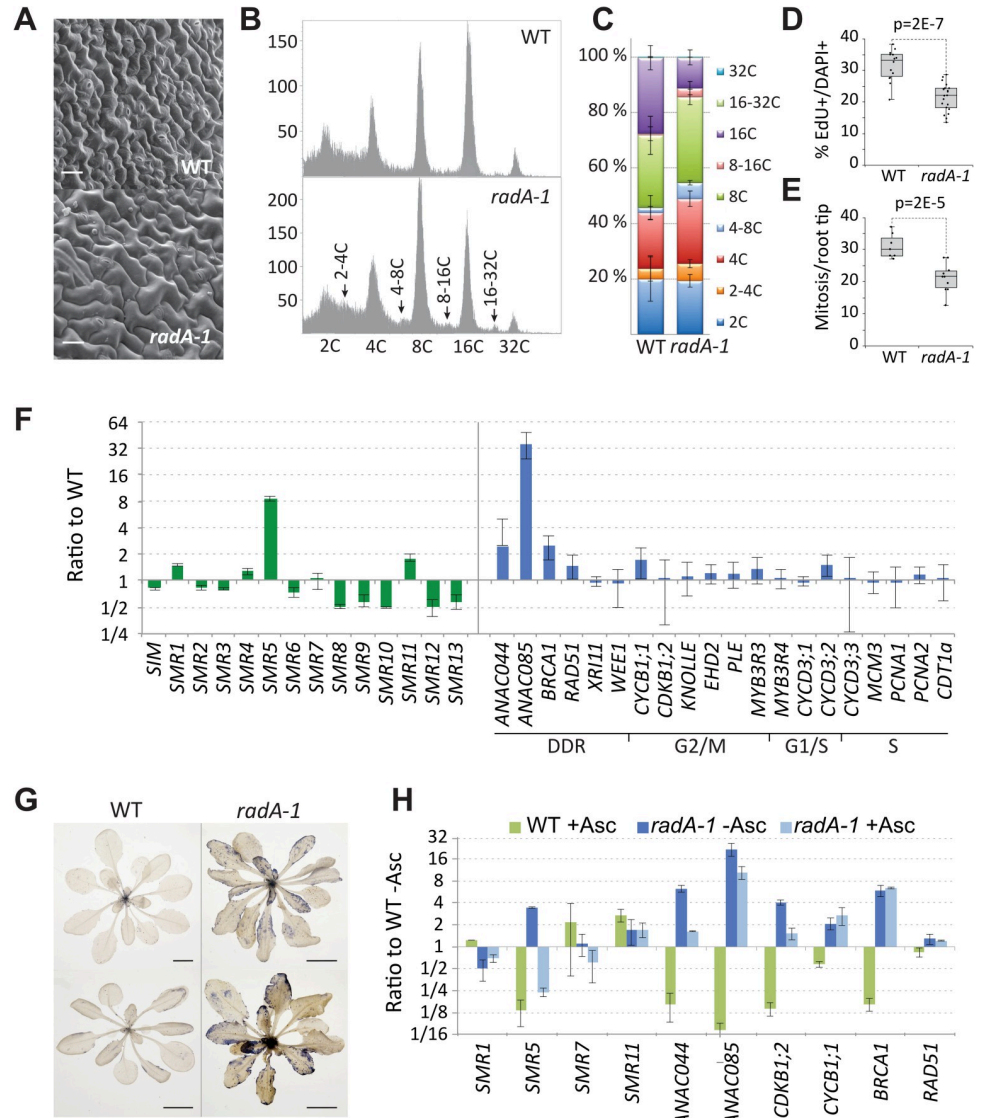 A
WT
radA-1
B
WT
150
100
50
radA-1
200
150
100
50
2-4C
4-8C
8-16C
16-32C
2C 4C 8C 16C 32C
C
100 %
80 %
60 %
40 %
20 %
WT radA-1
32C
16-32C
16C
8-16C
8C
4-8C
4C
2-4C
2C
D
p=2E-7
% EdU+/DAPI+
40
30
20
10
0
WT radA-1
E
p=2E-5
Mitosis/root tip
40
30
20
10
0
WT radA-1
F
Ratio to WT
64
32
16
8
4
2
1
1/2
1/4
SIM
SMR1
SMR2
SMR3
SMR4
SMR5
SMR6
SMR7
SMR8
SMR9
SMR10
SMR11
SMR12
SMR13
ANAC044
ANAC085
BRCA1
RAD51
XRI11
WEE1
CYCB1;1
CDKB1;2
KNOLLE
EHD2
PLE
MYB3R3
MYB3R4
CYCD3;1
CYCD3;2
CYCD3;3
MCM3
PCNA1
PCNA2
CDT1a
DDR G2/M G1/S S
G
WT radA-1
H
WT +Asc radA-1 -Asc radA-1 +Asc
Ratio to WT -Asc
32
16
8
4
2
1
1/2
1/4
1/8
1/16
SMR1
SMR5
SMR7
SMR11
ANAC044
ANAC085
CDKB1;2
CYCB1;1
BRCA1
RAD51